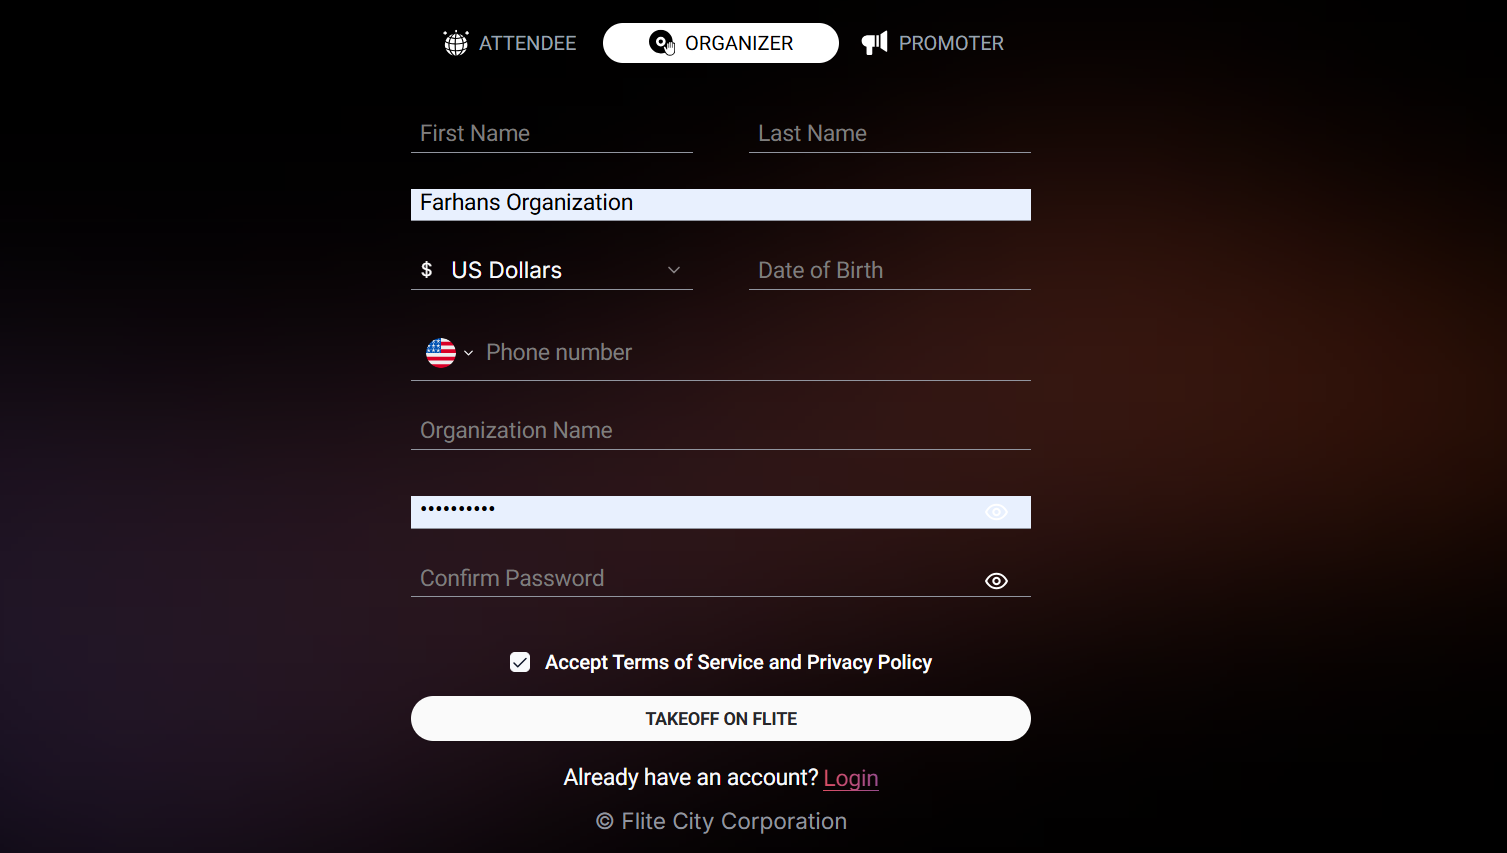 ATTENDEE ORGANIZER PROMOTER
First Name Last Name
Farhans Organization
$ US Dollars Date of Birth
Phone number
Organization Name
••••••••••
Confirm Password
Accept Terms of Service and Privacy Policy
TAKEOFF ON FLITE
Already have an account? Login
© Flite City Corporation